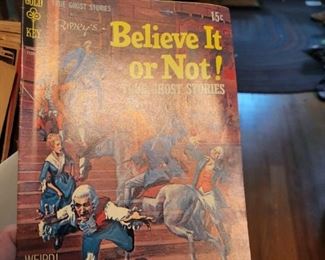 GOLD
KEY
TRUE GHOST STORIES
15¢
Ripley's
Believe It
or Not!
TRUE GHOST STORIES
WEIRD!